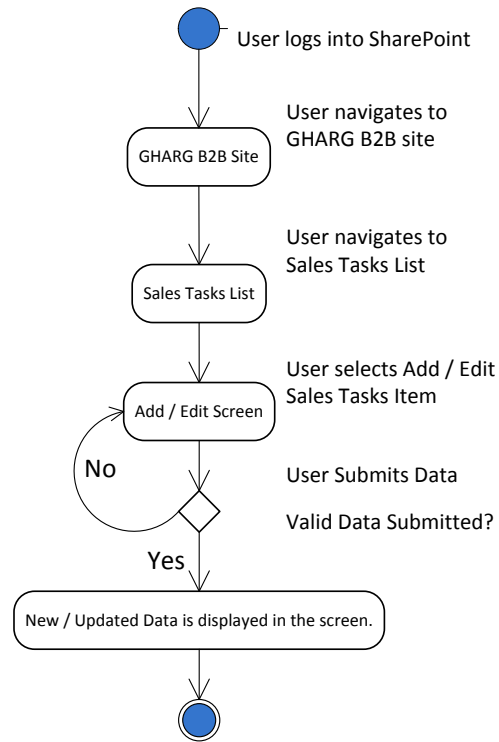 User logs into SharePoint
User navigates to
GHARG B2B site
GHARG B2B Site
User navigates to
Sales Tasks List
Sales Tasks List
User selects Add / Edit
Sales Tasks Item
Add / Edit Screen
No
User Submits Data
Valid Data Submitted?
Yes
New / Updated Data is displayed in the screen.